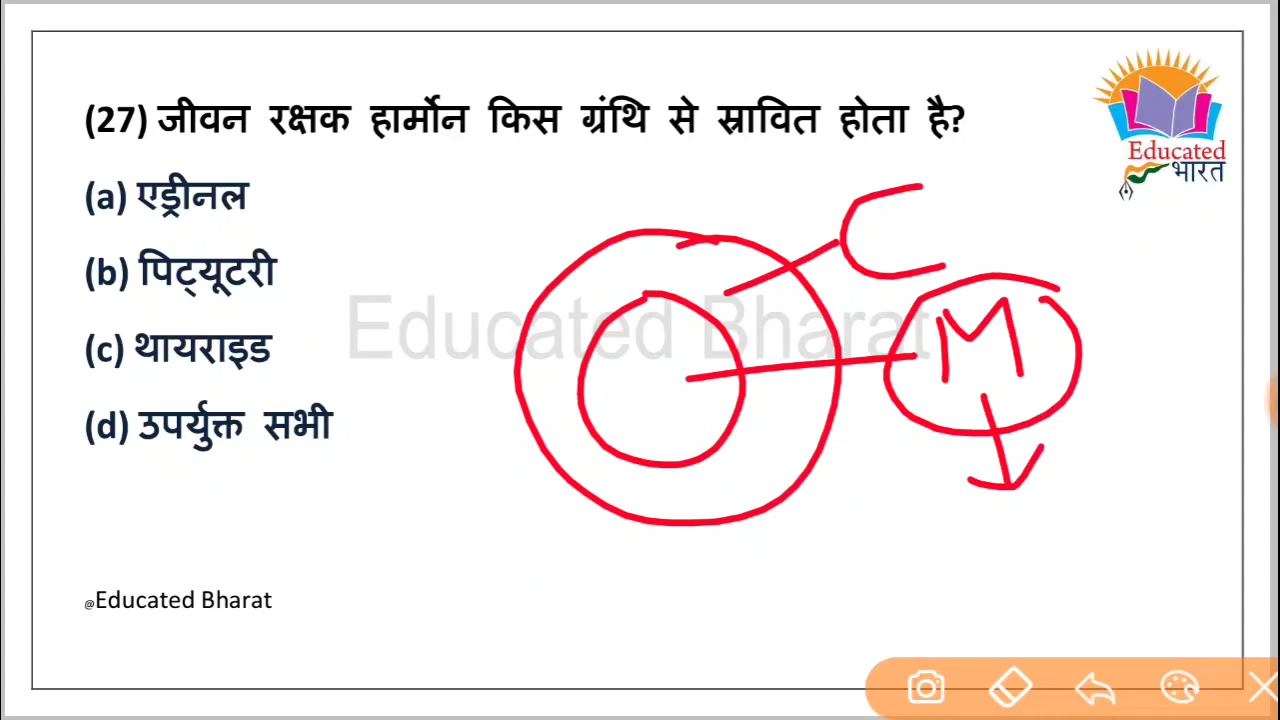 (27) जीवन रक्षक हार्मोन किस ग्रंथि से स्रावित होता है?
(a) एड्रीनल
(b) पिट्यूटरी
(c) थायराइड
(d) उपर्युक्त सभी
Educated
भारत
C
M
Educated Bharat
@Educated Bharat